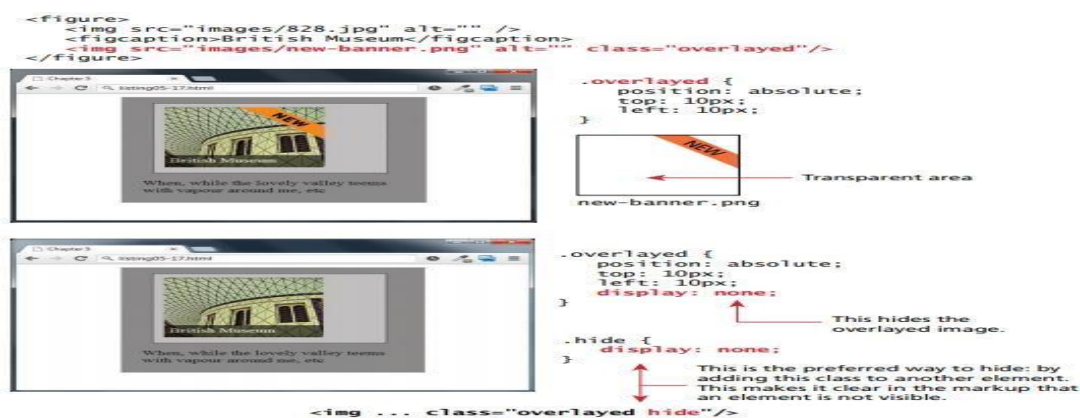 <figure>
<img src="images/828.jpg" alt="" />
<figcaption>British Museum</figcaption>
<img src="images/new-banner.png" alt="" class="overlayed"/>
</figure>
Chapter 5
listing05-17.html
NEW
British Museum
When, while the lovely valley teems
with vapour around me, etc
.overlayed {
position: absolute;
top: 10px;
left: 10px;
}
NEW
Transparent area
new-banner.png
Chapter 5
listing05-17.html
British Museum
When, while the lovely valley teems
with vapour around me, etc
.overlayed {
position: absolute;
top: 10px;
left: 10px;
display: none;
}
This hides the
overlayed image.
.hide {
display: none;
}
This is the preferred way to hide: by
adding this class to another element.
This makes it clear in the markup that
an element is not visible.
<img ... class="overlayed hide"/>